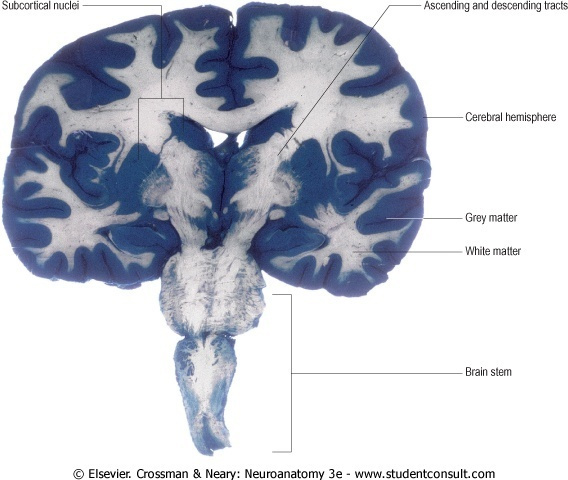 Subcortical nuclei
Ascending and descending tracts
Cerebral hemisphere
Grey matter
White matter
Brain stem
© Elsevier. Crossman & Neary: Neuroanatomy 3e - www.studentconsult.com